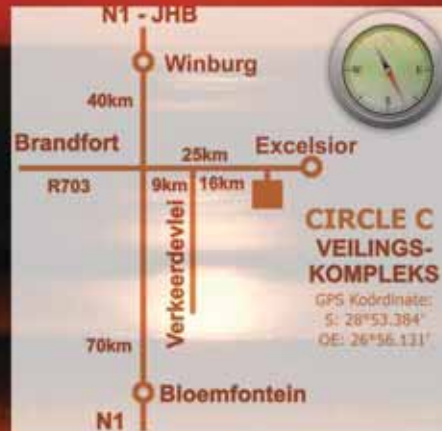 N1 - JHB
Winburg
40km
Brandfort
25km
Excelsior
R703
9km
16km
Verkeerdevlei
CIRCLE C
VEILINGS-
KOMPLEKS
GPS Koördinate:
S: 28°53.384'
OE: 26°56.131'
70km
Bloemfontein
N1